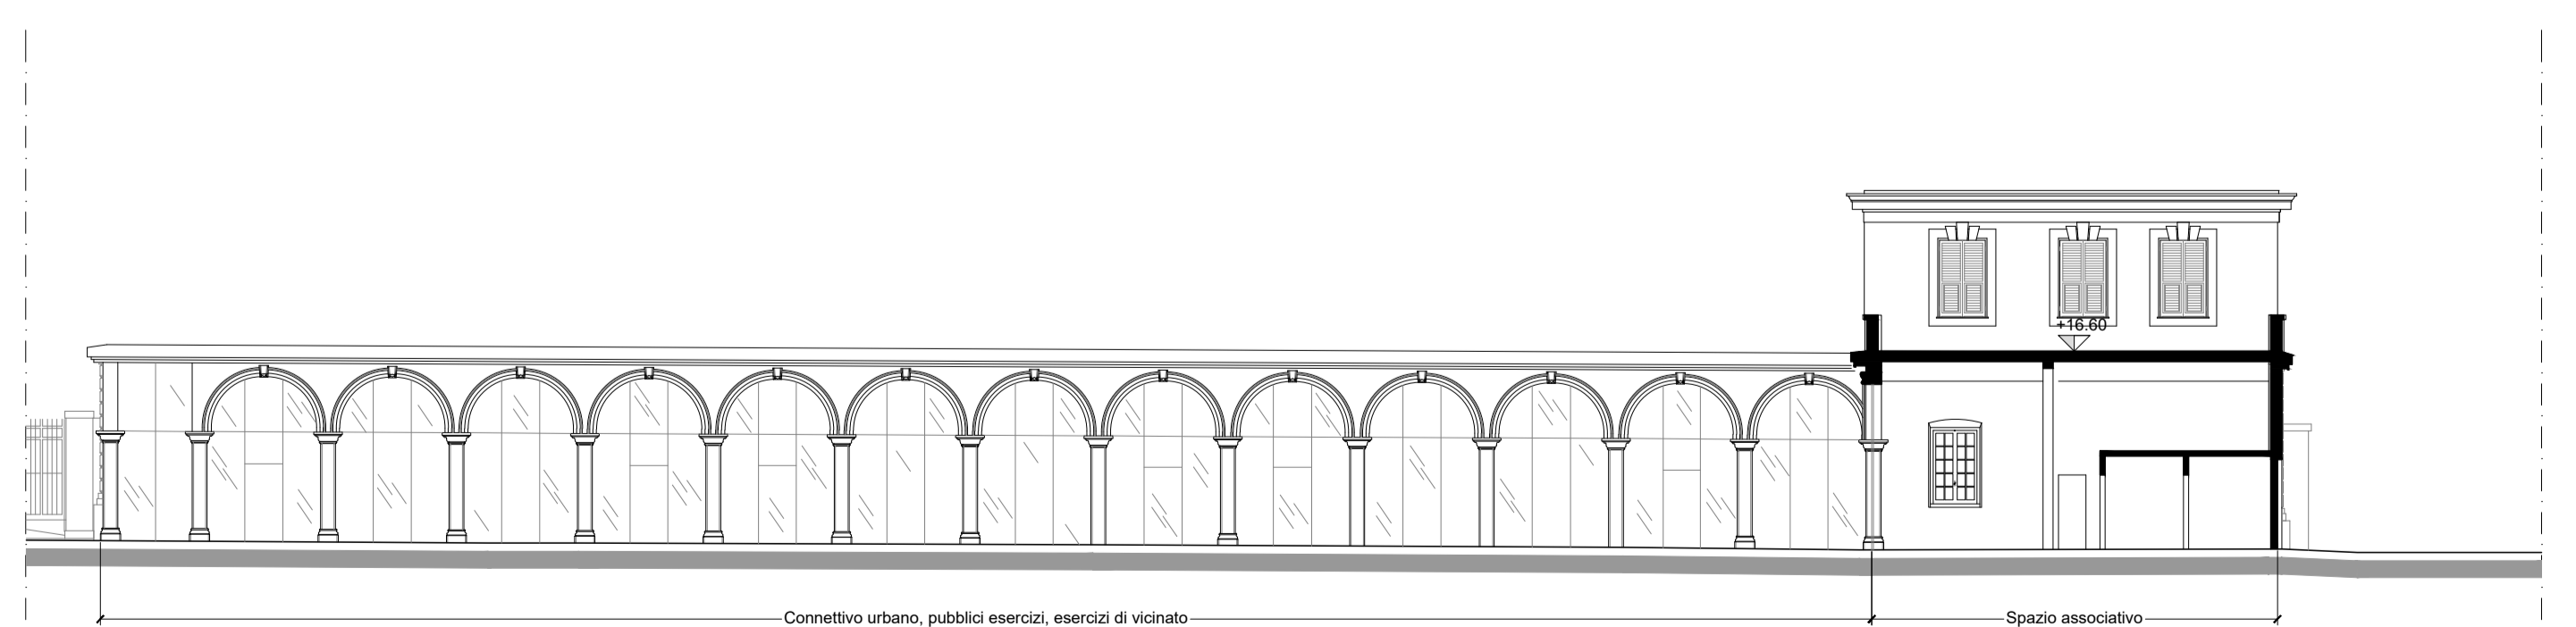 +16.60
Connettivo urbano, pubblici esercizi, esercizi di vicinato
Spazio associativo